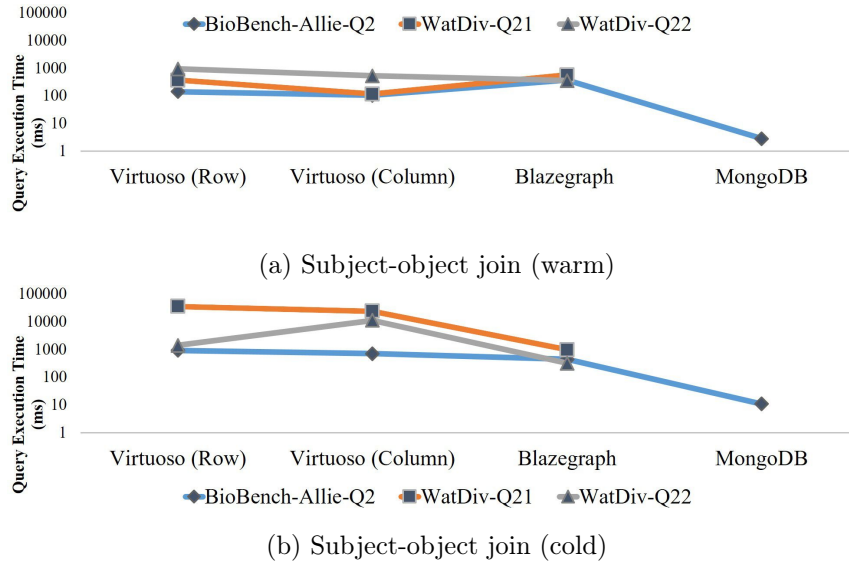 100000
BioBench-Allie-Q2 WatDiv-Q21 WatDiv-Q22
10000
1000
100
10
1
Query Execution Time
(ms)
Virtuoso (Row) Virtuoso (Column) Blazegraph MongoDB
(a) Subject-object join (warm)
100000
10000
1000
100
10
1
Query Execution Time
(ms)
Virtuoso (Row) Virtuoso (Column) Blazegraph MongoDB
BioBench-Allie-Q2 WatDiv-Q21 WatDiv-Q22
(b) Subject-object join (cold)